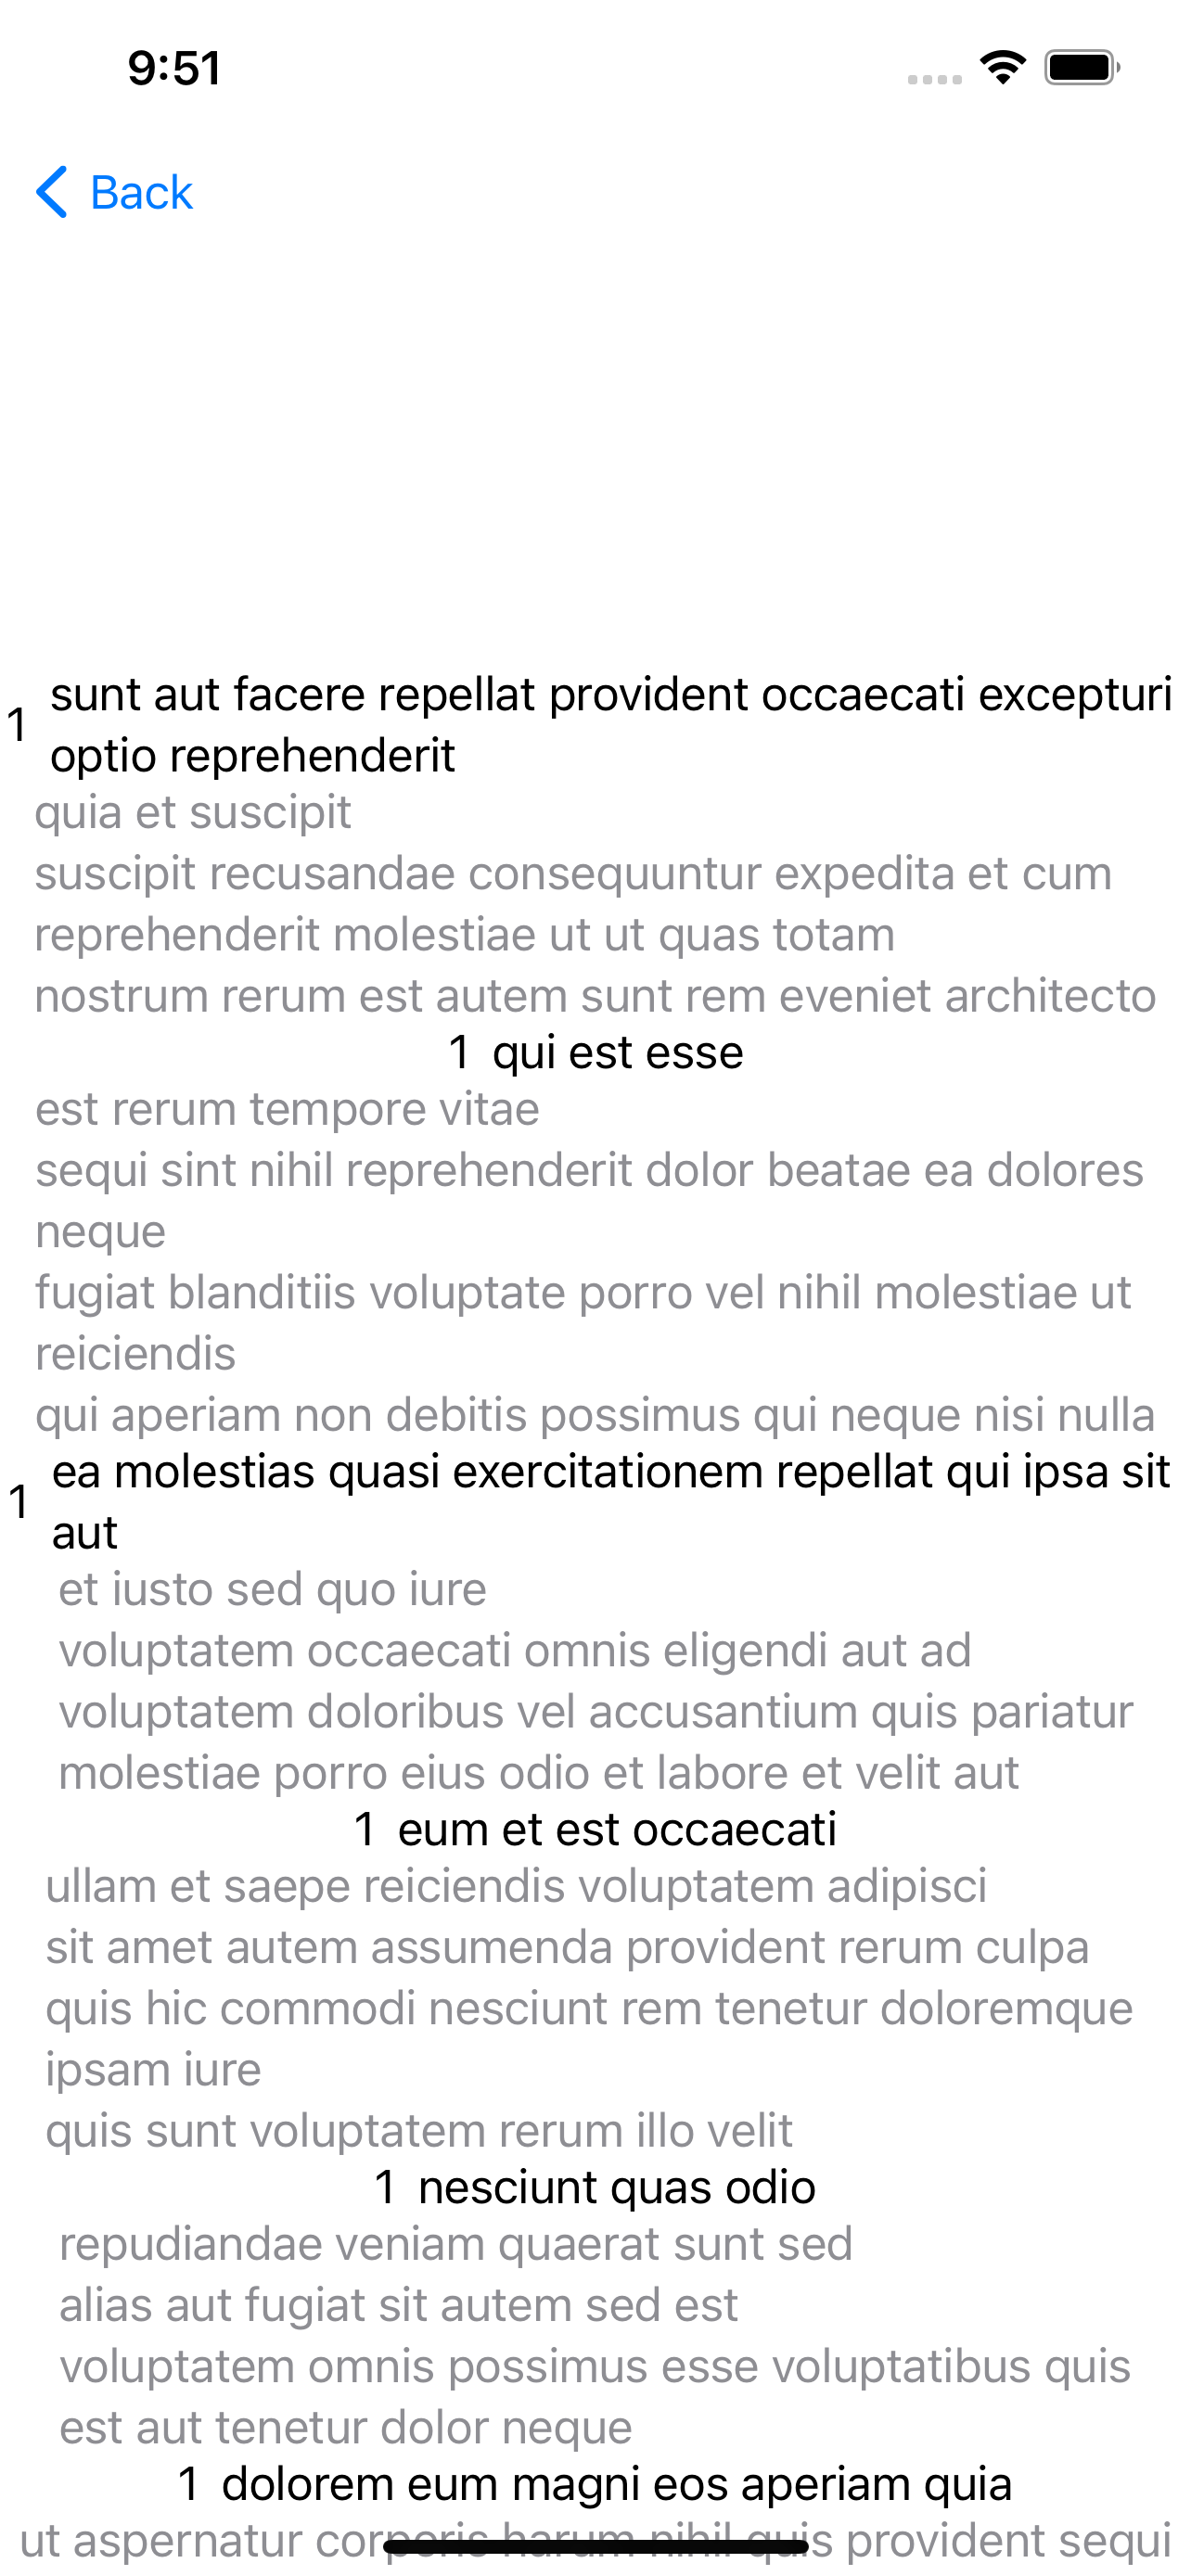 9:51
Back
1 sunt aut facere repellat provident occaecati excepturi
optio reprehenderit
quia et suscipit
suscipit recusandae consequuntur expedita et cum
reprehenderit molestiae ut ut quas totam
nostrum rerum est autem sunt rem eveniet architecto
1 qui est esse
est rerum tempore vitae
sequi sint nihil reprehenderit dolor beatae ea dolores
neque
fugiat blanditiis voluptate porro vel nihil molestiae ut
reiciendis
qui aperiam non debitis possimus qui neque nisi nulla
1 ea molestias quasi exercitationem repellat qui ipsa sit
aut
et iusto sed quo iure
voluptatem occaecati omnis eligendi aut ad
voluptatem doloribus vel accusantium quis pariatur
molestiae porro eius odio et labore et velit aut
1 eum et est occaecati
ullam et saepe reiciendis voluptatem adipisci
sit amet autem assumenda provident rerum culpa
quis hic commodi nesciunt rem tenetur doloremque
ipsam iure
quis sunt voluptatem rerum illo velit
1 nesciunt quas odio
repudiandae veniam quaerat sunt sed
alias aut fugiat sit autem sed est
voluptatem omnis possimus esse voluptatibus quis
est aut tenetur dolor neque
1 dolorem eum magni eos aperiam quia
ut aspernatur corporis harum nihil quis provident sequi